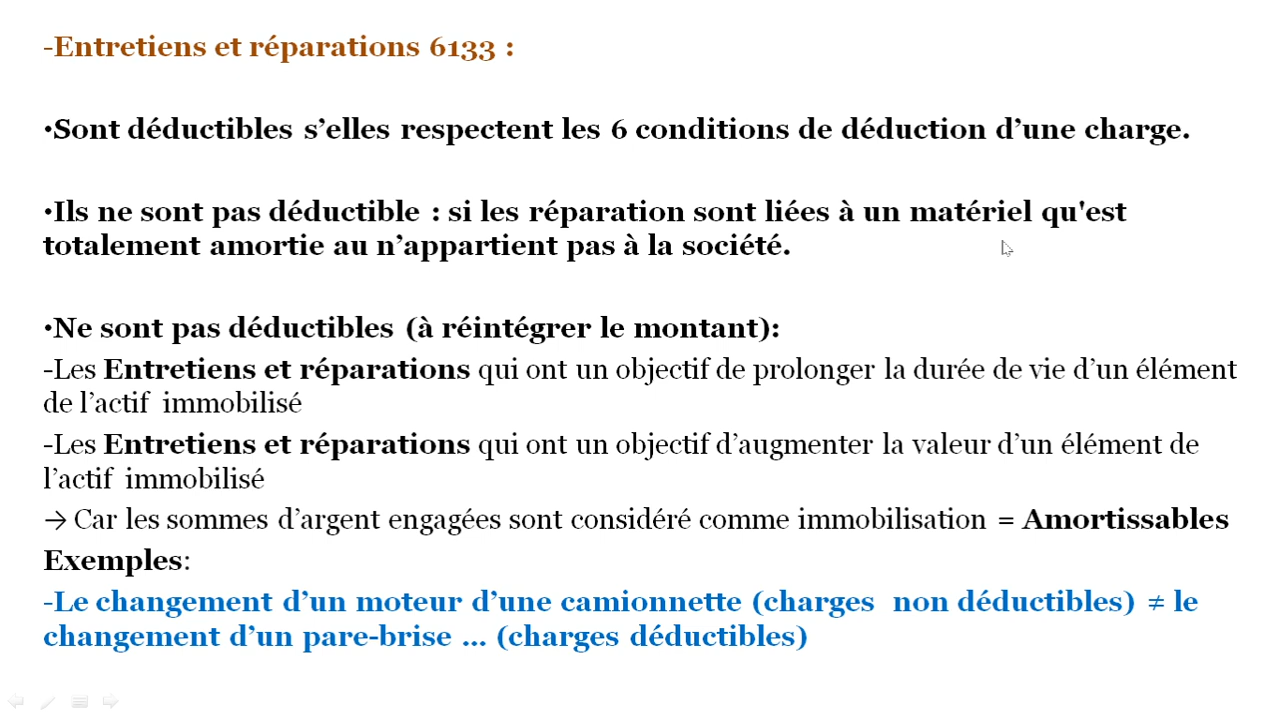 -Entretiens et réparations 6133 :
•Sont déductibles s’elles respectent les 6 conditions de déduction d’une charge.
•Ils ne sont pas déductible : si les réparation sont liées à un matériel qu'est
totalement amortie au n’appartient pas à la société.
•Ne sont pas déductibles (à réintégrer le montant):
-Les Entretiens et réparations qui ont un objectif de prolonger la durée de vie d’un élément
de l’actif immobilisé
-Les Entretiens et réparations qui ont un objectif d’augmenter la valeur d’un élément de
l’actif immobilisé
→ Car les sommes d’argent engagées sont considéré comme immobilisation = Amortissables
Exemples:
-Le changement d’un moteur d’une camionnette (charges non déductibles) ≠ le
changement d’un pare-brise ... (charges déductibles)